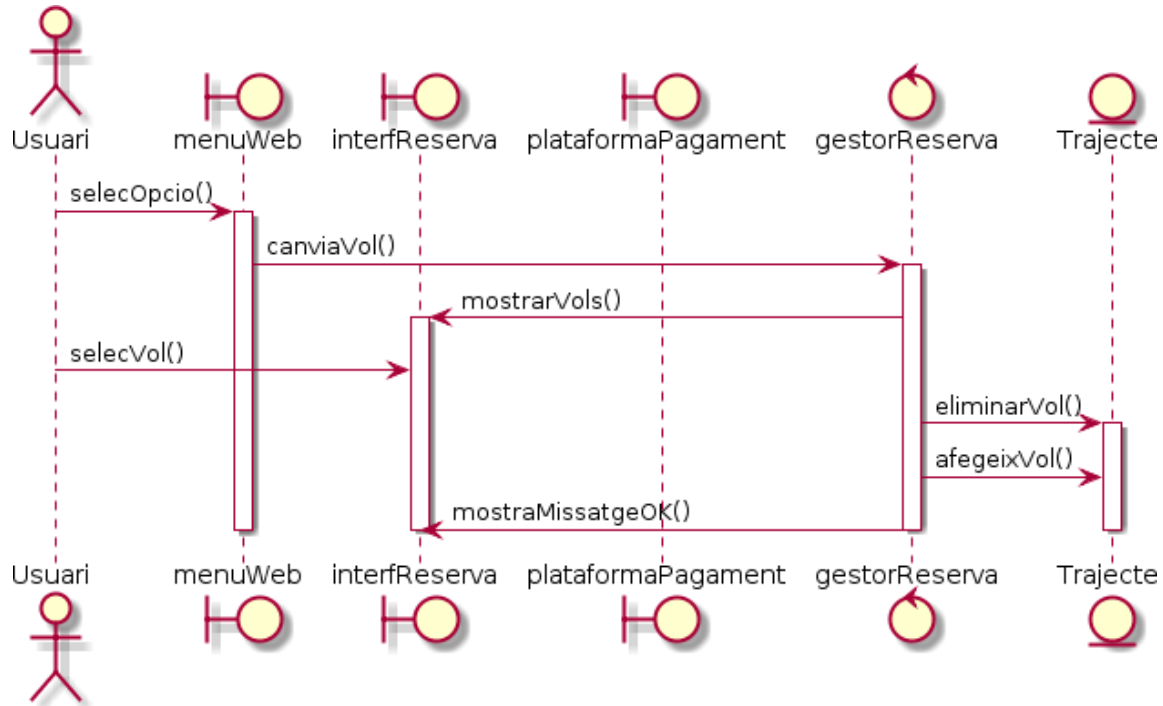 Usuari menuWeb interfReserva plataformaPagament gestorReserva Trajecte
selecOpcio()
canviaVol()
mostrarVols()
selecVol()
eliminarVol()
afegeixVol()
mostraMissatgeOK()
Usuari menuWeb interfReserva plataformaPagament gestorReserva Trajecte